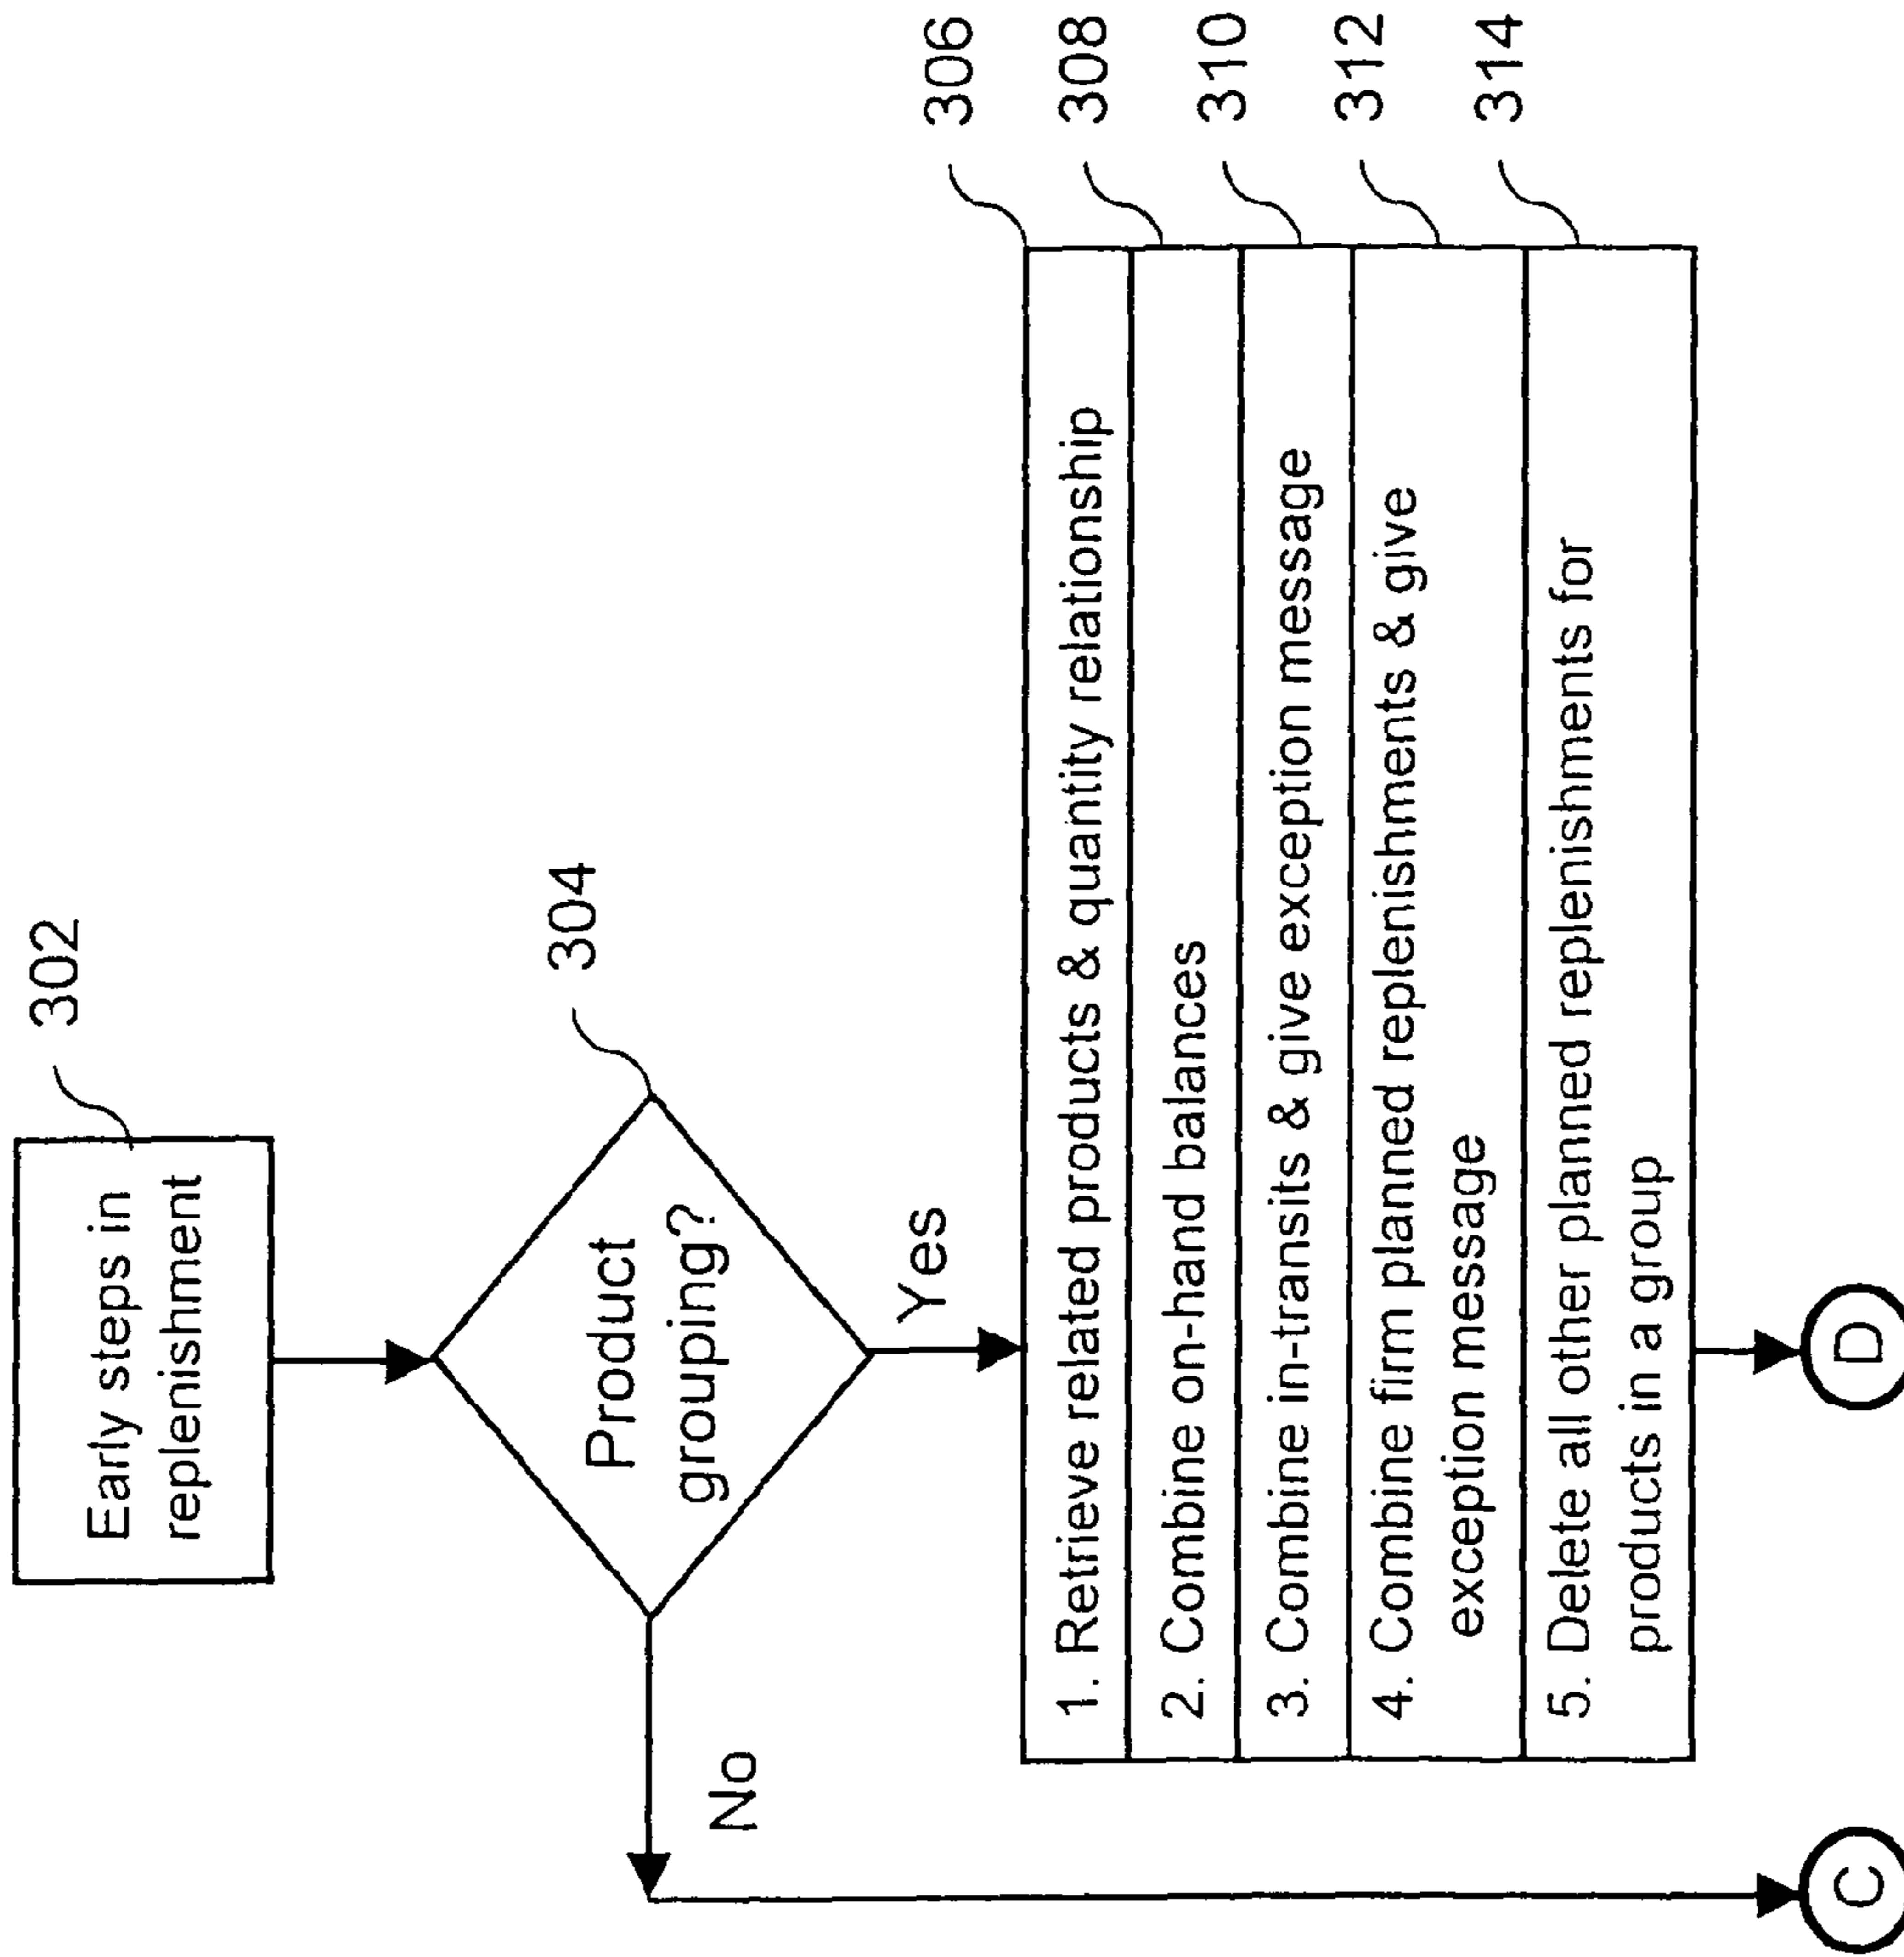 302
Early steps in
replenishment
304
Product
grouping?
No
Yes
306
1. Retrieve related products & quantity relationship
308
2. Combine on-hand balances
310
3. Combine in-transits & give exception message
312
4. Combine firm planned replenishments & give
exception message
314
5. Delete all other planned replenishments for
products in a group
C
D